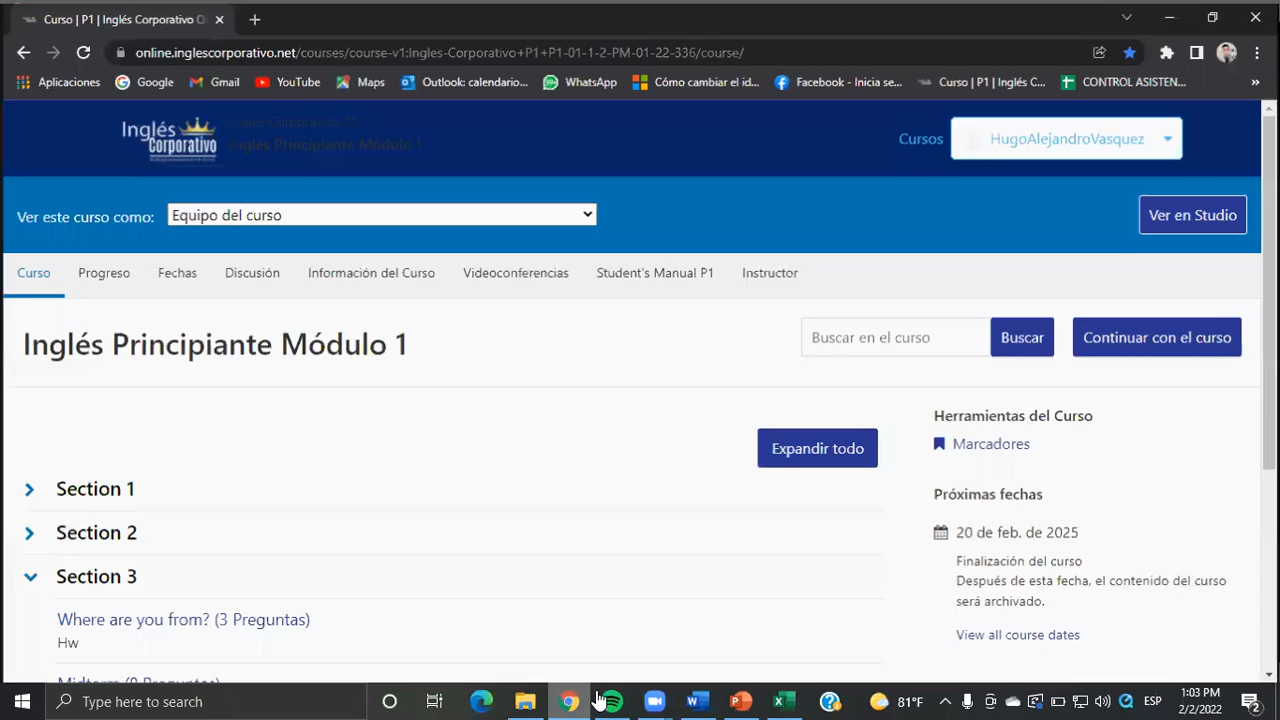 Curso | P1 | Inglés Corporativo O
online.inglescorporativo.net/courses/course-v1:Ingles-Corporativo+P1+P1-01-1-2-PM-01-22-336/course/
Aplicaciones
Google
Gmail
YouTube
Maps
Outlook: calendario...
WhatsApp
Cómo cambiar el id...
Facebook - Inicia se...
Curso | P1 | Inglés C...
CONTROL ASISTEN...
Inglés
Corporativo
Inglés Principiante Módulo 1
Cursos
HugoAlejandroVasquez
Ver este curso como:
Equipo del curso
Ver en Studio
Curso
Progreso
Fechas
Discusión
Información del Curso
Videoconferencias
Student's Manual P1
Instructor
Inglés Principiante Módulo 1
Buscar en el curso
Buscar
Continuar con el curso
Expandir todo
Section 1
Section 2
Section 3
Where are you from? (3 Preguntas)
Hw
Midterm (9 Preguntas)
Herramientas del Curso
Marcadores
Próximas fechas
20 de feb. de 2025
Finalización del curso
Después de esta fecha, el contenido del curso
será archivado.
View all course dates
Type here to search
81°F
ESP
1:03 PM
2/2/2022
2